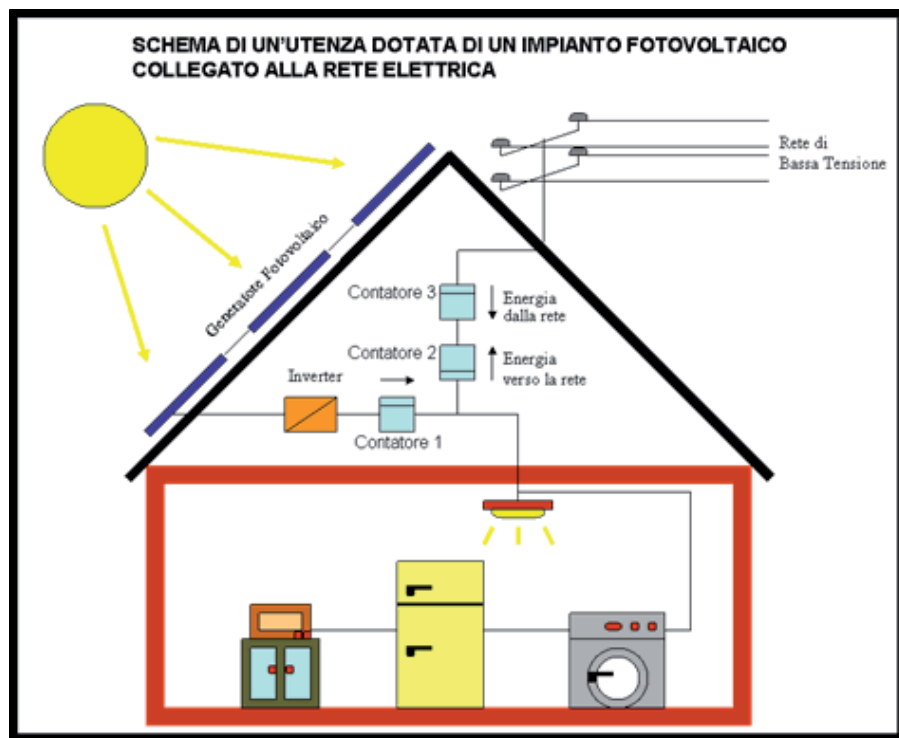 SCHEMA DI UN'UTENZA DOTATA DI UN IMPIANTO FOTOVOLTAICO
COLLEGATO ALLA RETE ELETTRICA
Rete di
Bassa Tensione
Generatore Fotovoltaico
Contatore 3
Energia
dalla rete
Contatore 2
Energia
verso la rete
Inverter
Contatore 1